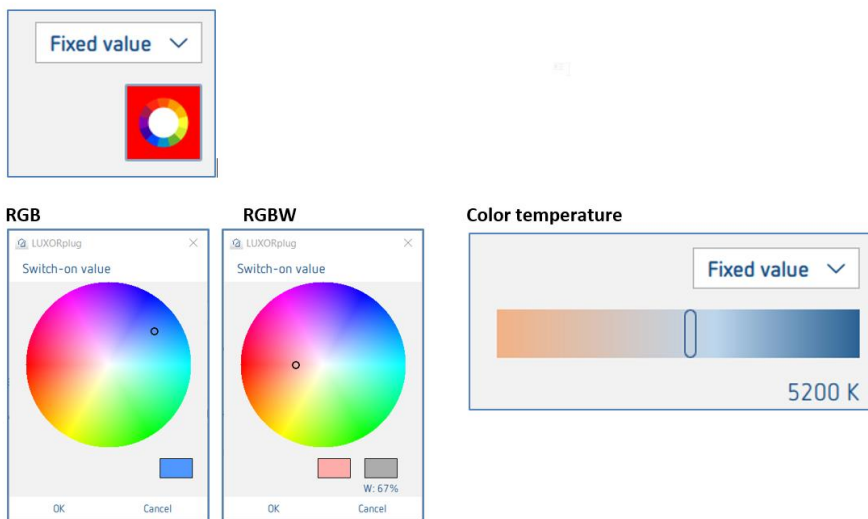 Fixed value
RGB
RGBW
Color temperature
LUXORplug
Switch-on value
OK Cancel
LUXORplug
Switch-on value
W: 67%
OK Cancel
Fixed value
5200 K